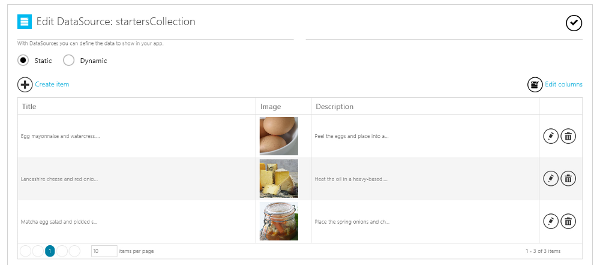 Edit DataSource: startersCollection
With DataSources you can define the data to show in your app.
Static Dynamic
Create item Edit columns
Title Image Description
Egg mayonnaise and watercress.... Peel the eggs and place into a...
Lancashire cheese and red onio... Heat the oil in a heavy-based ...
Matcha egg salad and pickled s... Place the spring onions and ch...
1 10 items per page 1 - 3 of 3 items